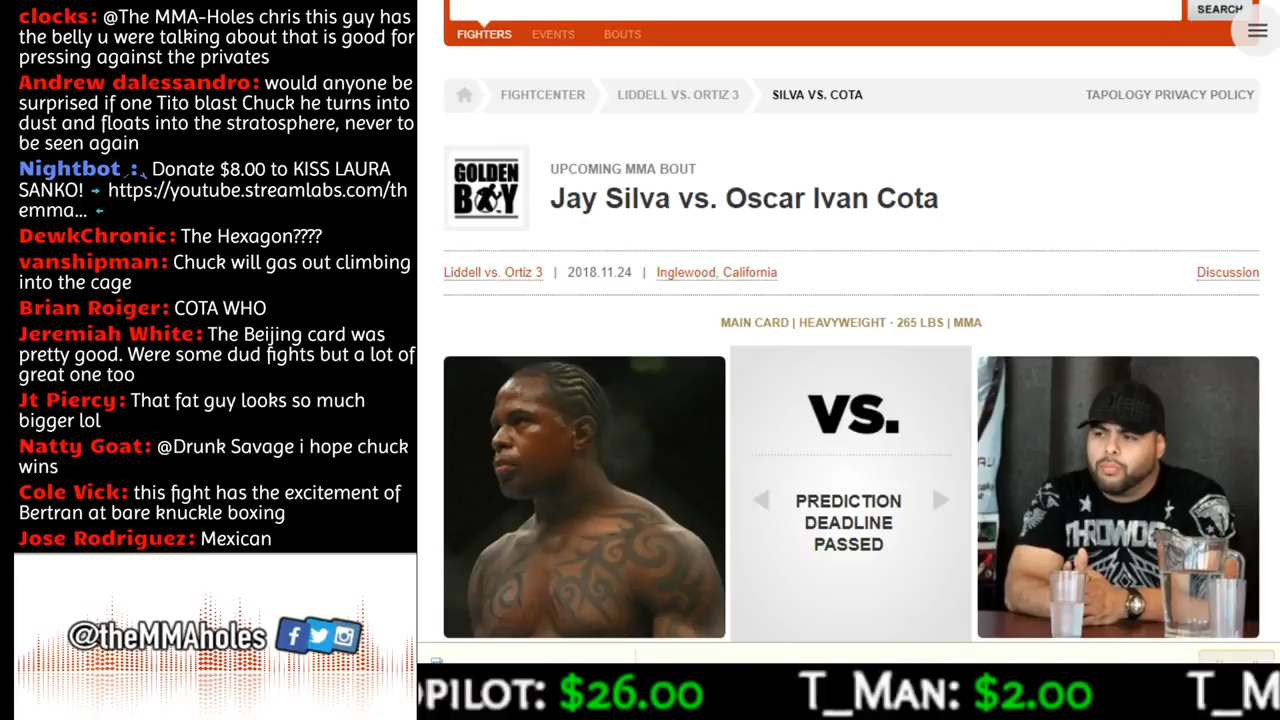 clocks: @The MMA-Holes chris this guy has
the belly u were talking about that is good for
pressing against the privates
Andrew dalessandro: would anyone be
surprised if one Tito blast Chuck he turns into
dust and floats into the stratosphere, never to
be seen again
Nightbot : Donate $8.00 to KISS LAURA
SANKO! → https://youtube.streamlabs.com/th
emma... ←
DewkChronic: The Hexagon????
vanshipman: Chuck will gas out climbing
into the cage
Brian Roiger: COTA WHO
Jeremiah White: The Beijing card was
pretty good. Were some dud fights but a lot of
great one too
Jt Piercy: That fat guy looks so much
bigger lol
Natty Goat: @Drunk Savage i hope chuck
wins
Cole Vick: this fight has the excitement of
Bertran at bare knuckle boxing
Jose Rodriguez: Mexican
@theMMAholes
SEARCH
FIGHTERS EVENTS BOUTS
FIGHTCENTER LIDDELL VS. ORTIZ 3 SILVA VS. COTA TAPOLOGY PRIVACY POLICY
GOLDEN
BOY
UPCOMING MMA BOUT
Jay Silva vs. Oscar Ivan Cota
Liddell vs. Ortiz 3 | 2018.11.24 | Inglewood, California Discussion
MAIN CARD | HEAVYWEIGHT · 265 LBS | MMA
VS.
PREDICTION
DEADLINE
PASSED
THROWDO
PILOT: $26.00 T_MAN: $2.00 T_M